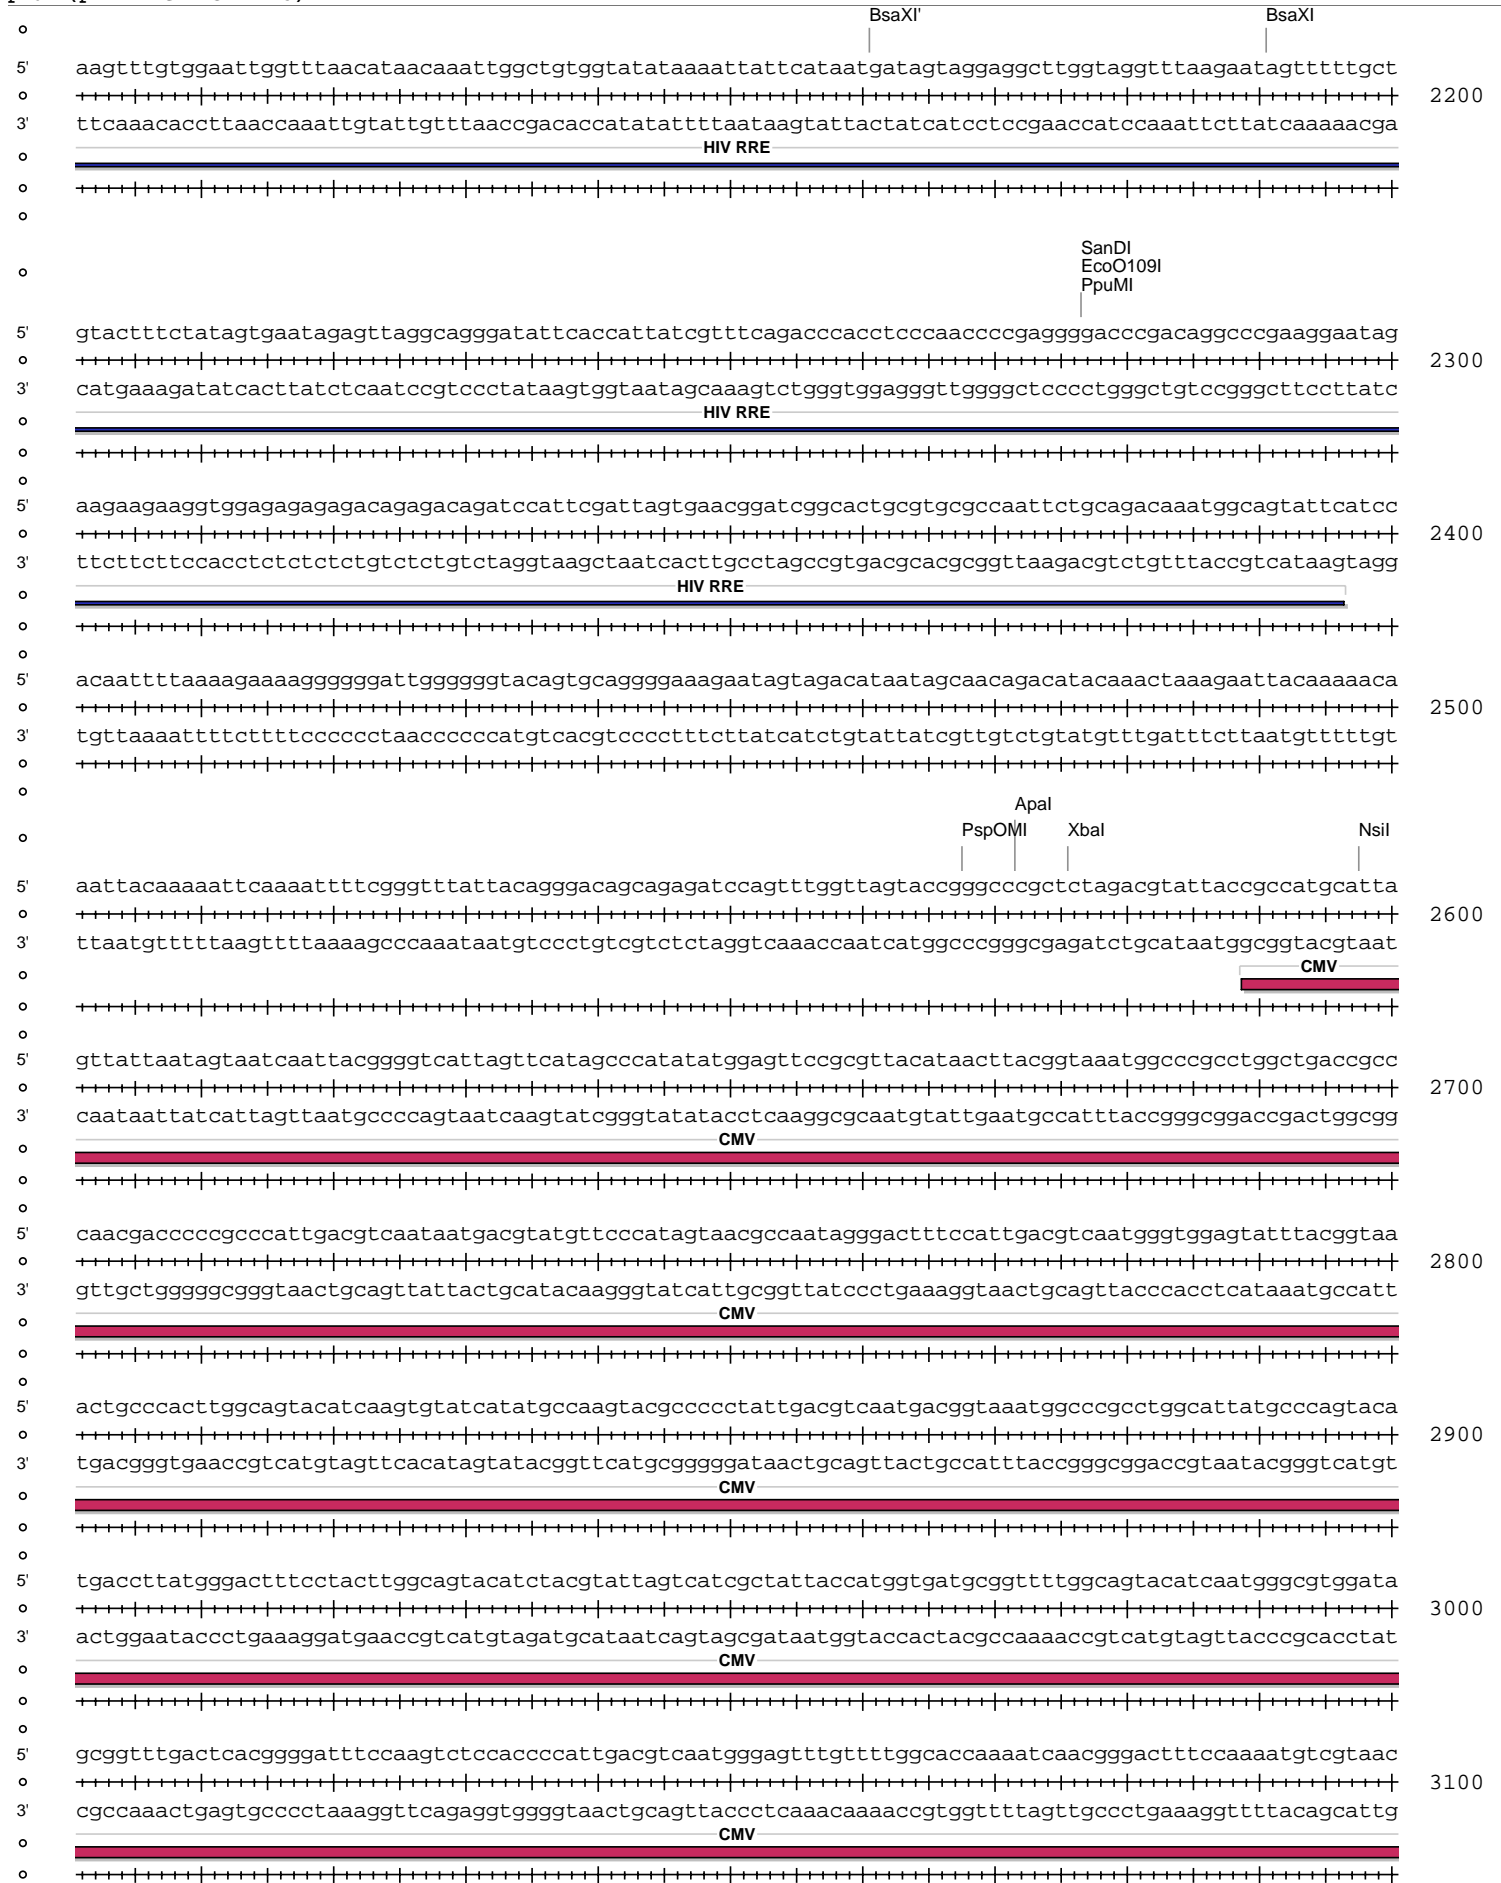 BsaXI' BsaXI
5' aagtttgtggaattggtttaacataacaaattggctgtggtatataaaattattcataatgatagtaggaggcttggtaggtttaagaatagtttttgct
2200
3' ttcaaacaccttaaccaaattgtattgtttaaccgacaccatatattttaataagtattactatcatcctccgaaccatccaaattcttatcaaaaacga
HIV RRE
SanDI
EcoO109I
PpuMI
5' gtactttctatagtgaatagagttaggcagggatattcaccattatcgtttcagacccacctcccaaccccgaggggacccgacaggcccgaaggaatag
2300
3' catgaaagatatcacttatctcaatccgtccctataagtggtaatagcaaagtctgggtggagggttggggctcccctgggctgtccgggcttccttatc
HIV RRE
5' aagaagaaggtggagagagagacagagacagatccattcgattagtgaacggatcggcactgcgtgcgccaattctgcagacaaatggcagtattcatcc
2400
3' ttcttcttccacctctctctctgtctctgtctaggtaagctaatcacttgcctagccgtgacgcacgcggttaagacgtctgtttaccgtcataagtagg
HIV RRE
5' acaattttaaaagaaaaggggggattggggggtacagtgcaggggaaagaatagtagacataatagcaacagacatacaaactaaagaattacaaaaaca
2500
3' tgttaaaattttcttttccccccctaaccccccatgtcacgtcccctttcttatcatctgtattatcgttgtctgtatgtttgatttcttaatgtttttgt
ApaI
PspOMI XbaI NsiI
5' aattacaaaaattcaaaattttcgggtttattacagggacagcagagatccagtttggttagtaccgggcccgctctagacgtattaccgccatgcatta
2600
3' ttaatgtttttaagttttaaaagcccaaataatgtccctgtcgtctctaggtcaaaccaatcatggcccgggcgagatctgcataatggcggtacgtaat
CMV
5' gttattaatagtaatcaattacggggtcattagttcatagcccatatatggagttccgcgttacataacttacggtaaatggcccgcctggctgaccgcc
2700
3' caataattatcattagttaatgccccagtaatcaagtatcgggtatatacctcaaggcgcaatgtattgaatgccatttaccgggcggaccgactggcgg
CMV
5' caacgacccccgcccattgacgtcaataatgacgtatgttcccatagtaacgccaatagggactttccattgacgtcaatgggtggagtatttacggtaa
2800
3' gttgctgggggcgggtaactgcagttattactgcatacaagggtatcattgcggttatccctgaaaggtaactgcagttacccacctcataaatgccatt
CMV
5' actgcccacttggcagtacatcaagtgtatcatatgccaagtacgccccctattgacgtcaatgacggtaaatggcccgcctggcattatgcccagtaca
2900
3' tgacgggtgaaccgtcatgtagttcacatagtatacggttcatgcgggggataactgcagttactgccatttaccgggcggaccgtaatacgggtcatgt
CMV
5' tgaccttatgggactttcctacttggcagtacatctacgtattagtcatcgctattaccatggtgatgcggttttggcagtacatcaatgggcgtggata
3000
3' actggaataccctgaaaggatgaaccgtcatgtagatgcataatcagtagcgataatggtaccactacgccaaaaccgtcatgtagttacccgcacctat
CMV
5' gcggtttgactcacggggatttccaagtctccaccccattgacgtcaatgggagtttgttttggcaccaaaatcaacgggactttccaaaatgtcgtaac
3100
3' cgccaaactgagtgcccctaaaggttcagaggtggggtaactgcagttaccctcaaacaaaaccgtggttttagttgccctgaaaggttttacagcattg
CMV